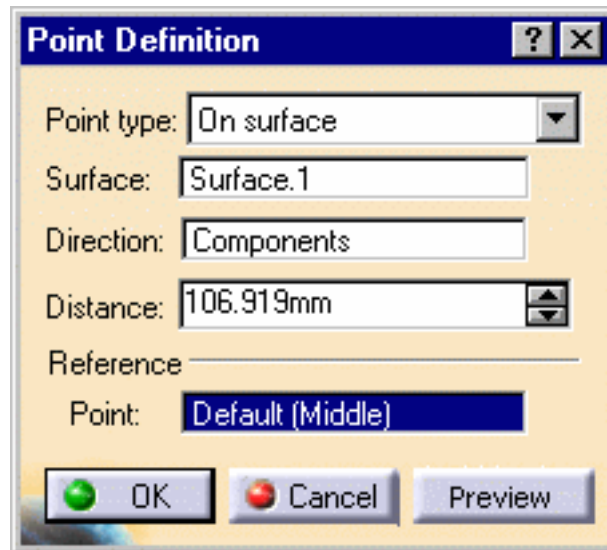 Point Definition ? ×
Point type: On surface
Surface: Surface.1
Direction: Components
Distance: 106.919mm
Reference
Point: Default (Middle)
OK Cancel Preview